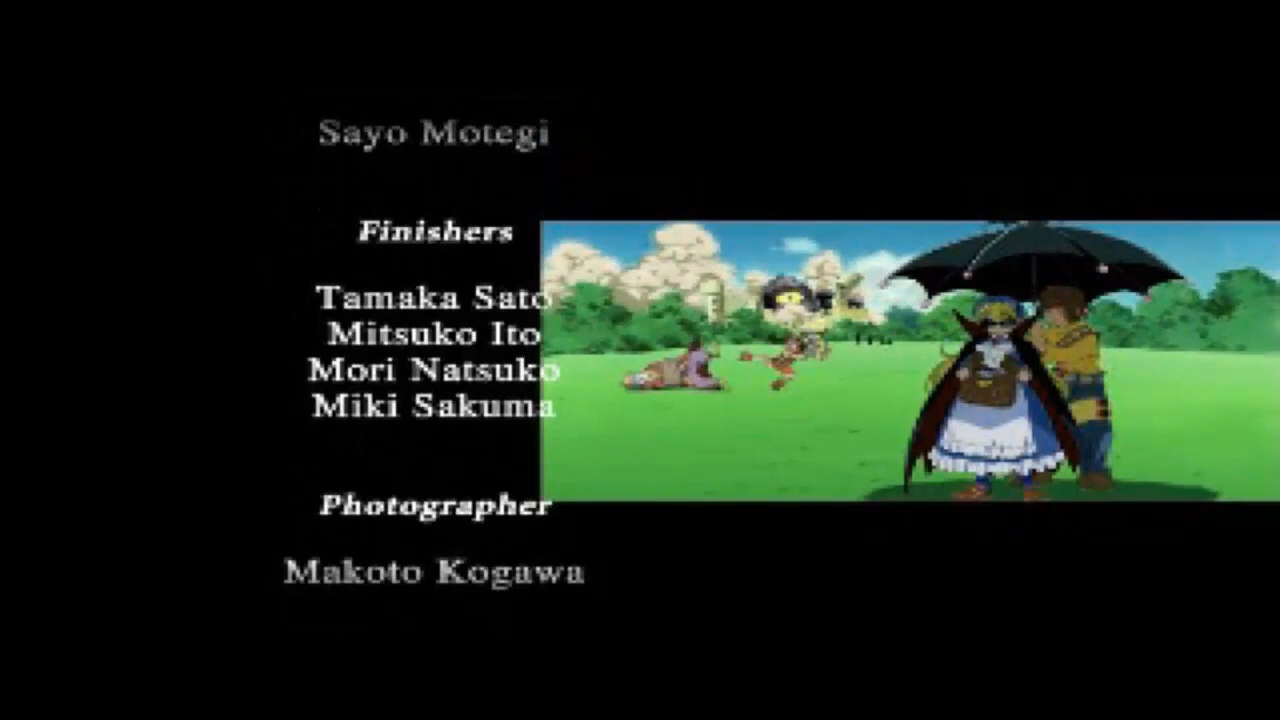 Sayo Motegi
Finishers
Tamaka Sato
Mitsuko Ito
Mori Natsuko
Miki Sakuma
Photographer
Makoto Kogawa